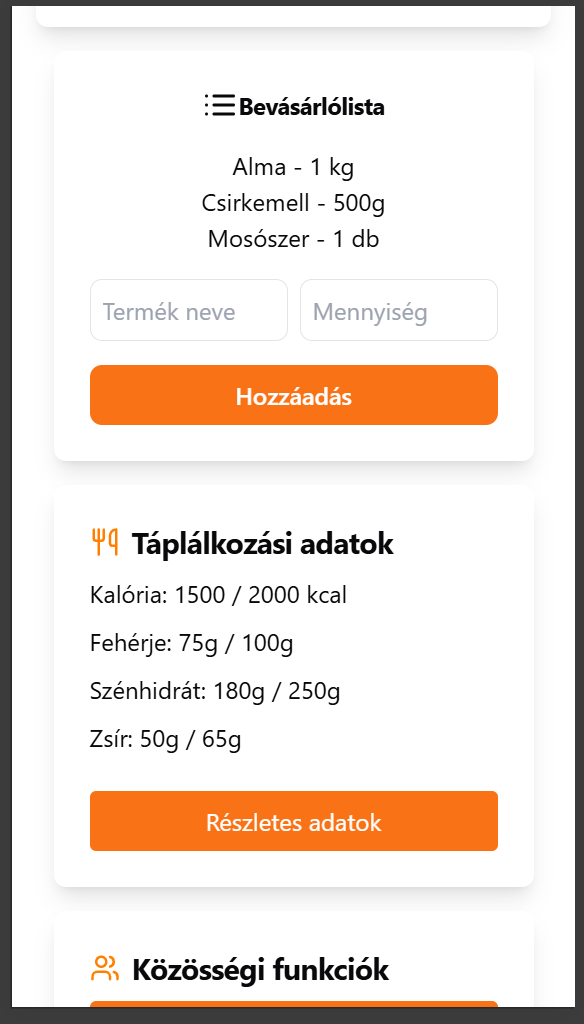 Bevásárlólista
Alma - 1 kg
Csirkemell - 500g
Mosószer - 1 db
Termék neve
Mennyiség
Hozzáadás
Táplálkozási adatok
Kalória: 1500 / 2000 kcal
Fehérje: 75g / 100g
Szénhidrát: 180g / 250g
Zsír: 50g / 65g
Részletes adatok
Közösségi funkciók